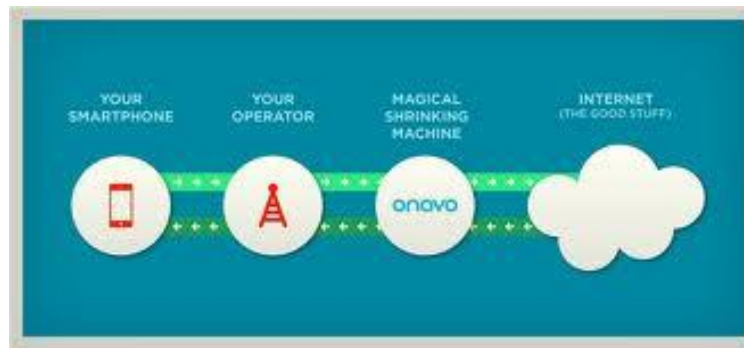 YOUR
SMARTPHONE
YOUR
OPERATOR
MAGICAL
SHRINKING
MACHINE
INTERNET
(THE GOOD STUFF)
onavo